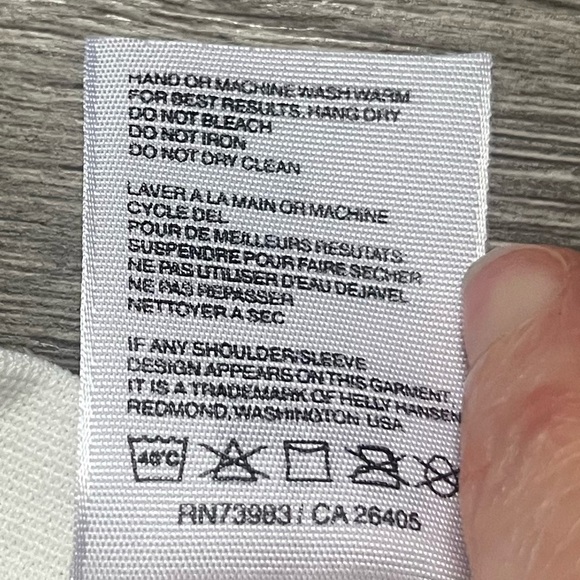 HAND OR MACHINE WASH WARM
FOR BEST RESULTS, HANG DRY
DO NOT BLEACH
DO NOT IRON
DO NOT DRY CLEAN
LAVER A LA MAIN OR MACHINE
CYCLE DEL
POUR DE MEILLEURS RESUTATS
SUSPENDRE POUR FAIRE SECHER
NE PAS UTILISER D'EAU DEJAVEL
NE PAS REPASSER
NETTOYER A SEC
IF ANY SHOULDER/SLEEVE
DESIGN APPEARS ON THIS GARMENT
IT IS A TRADEMARK OF HELLY HANSEN
REDMOND, WASHINGTON USA
40°C
RN73983 / CA 26405